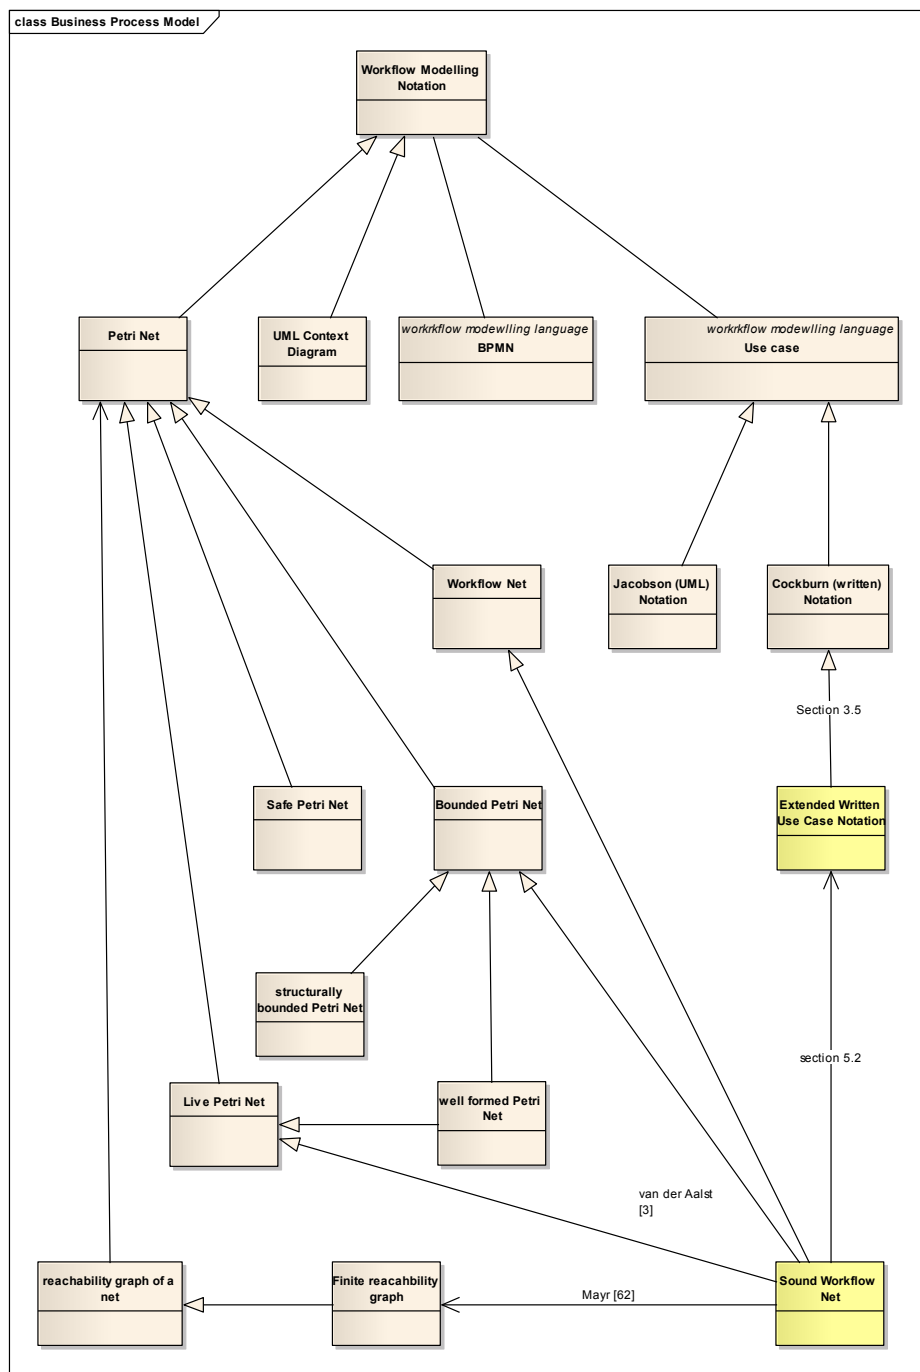 class Business Process Model
Workflow Modelling
Notation
Petri Net
UML Context
Diagram
workrkflow modewlling language
BPMN
workrkflow modewlling language
Use case
Workflow Net
Jacobson (UML)
Notation
Cockburn (written)
Notation
Section 3.5
Safe Petri Net
Bounded Petri Net
Extended Written
Use Case Notation
structurally
bounded Petri Net
section 5.2
Live Petri Net
well formed Petri
Net
van der Aalst
[3]
reachability graph of a
net
Finite reacahbility
graph
Mayr [62]
Sound Workflow
Net